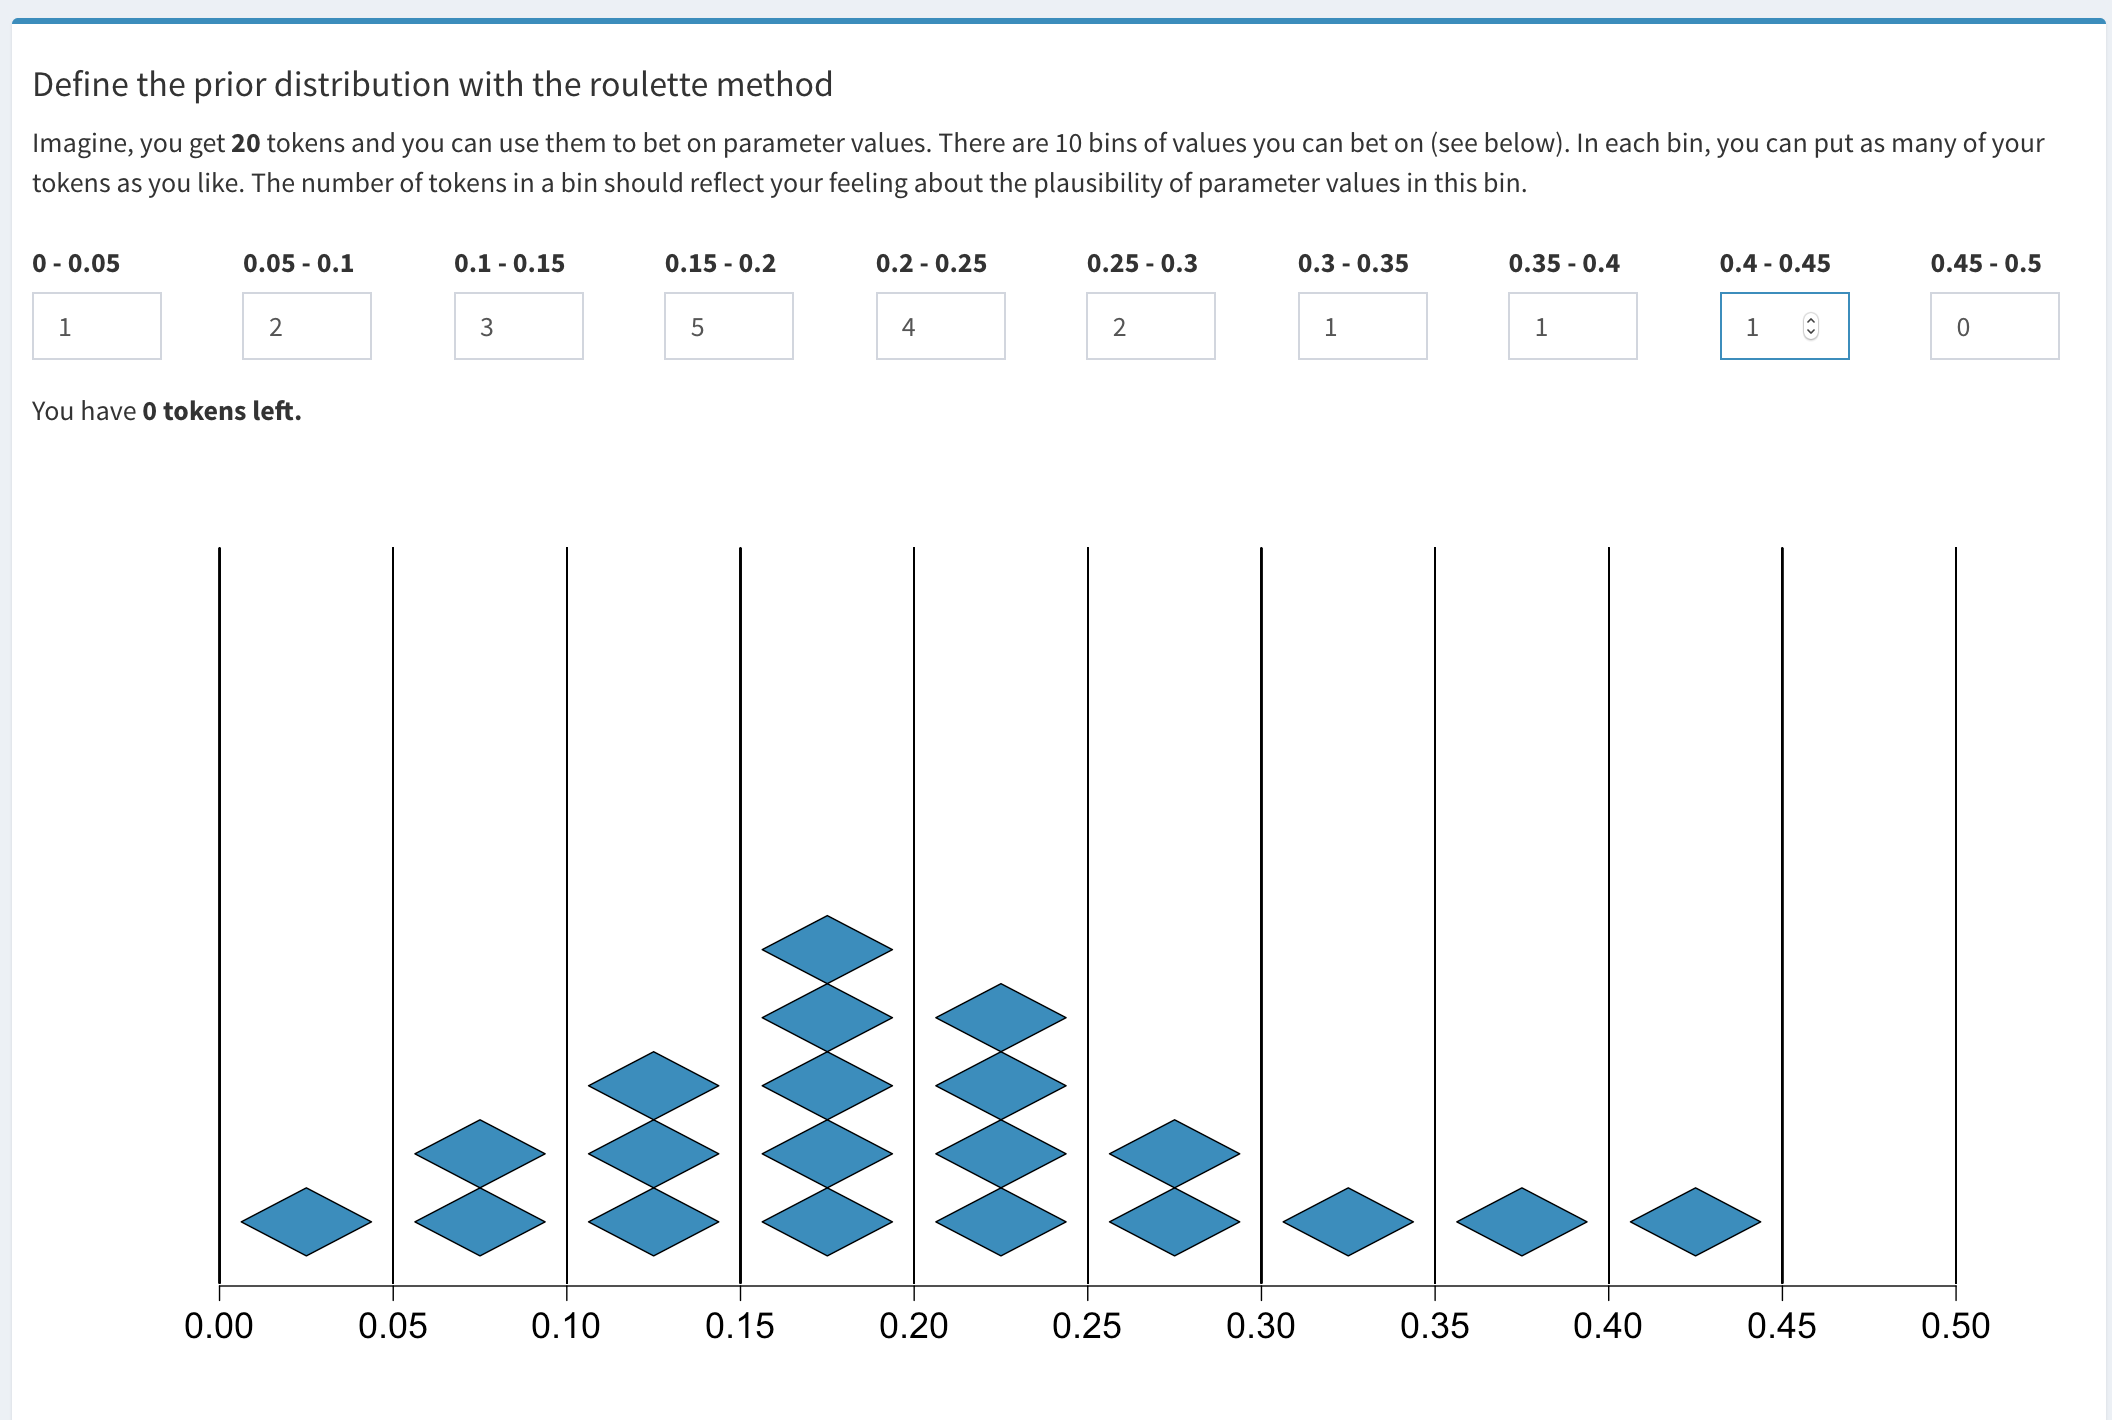 Define the prior distribution with the roulette method
Imagine, you get 20 tokens and you can use them to bet on parameter values. There are 10 bins of values you can bet on (see below). In each bin, you can put as many of your
tokens as you like. The number of tokens in a bin should reflect your feeling about the plausibility of parameter values in this bin.
0 - 0.05 0.05 - 0.1 0.1 - 0.15 0.15 - 0.2 0.2 - 0.25 0.25 - 0.3 0.3 - 0.35 0.35 - 0.4 0.4 - 0.45 0.45 - 0.5
1 2 3 5 4 2 1 1 1 0
You have 0 tokens left.
0.00 0.05 0.10 0.15 0.20 0.25 0.30 0.35 0.40 0.45 0.50